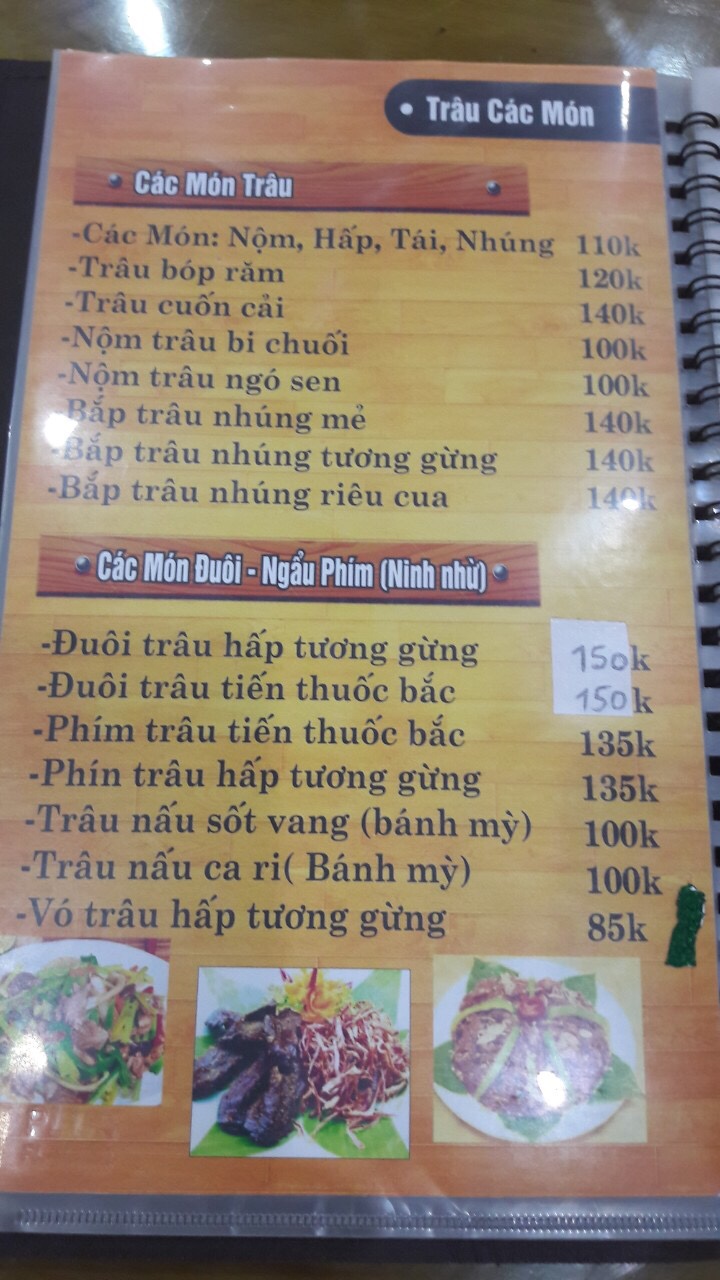 • Trâu Các Món
Các Món Trâu
-Các Món: Nộm, Hấp, Tái, Nhúng 110k
-Trâu bóp răm 120k
-Trâu cuốn cải 140k
-Nộm trâu bi chuối 100k
-Nộm trâu ngó sen 100k
-Bắp trâu nhúng mẻ 140k
-Bắp trâu nhúng tương gừng 140k
-Bắp trâu nhúng riêu cua 140k
Các Món Đuôi - Ngẩu Phím (Ninh nhừ)
-Đuôi trâu hấp tương gừng 150k
-Đuôi trâu tiến thuốc bắc 150k
-Phím trâu tiến thuốc bắc 135k
-Phín trâu hấp tương gừng 135k
-Trâu nấu sốt vang (bánh mỳ) 100k
-Trâu nấu ca ri( Bánh mỳ) 100k
-Vó trâu hấp tương gừng 85k